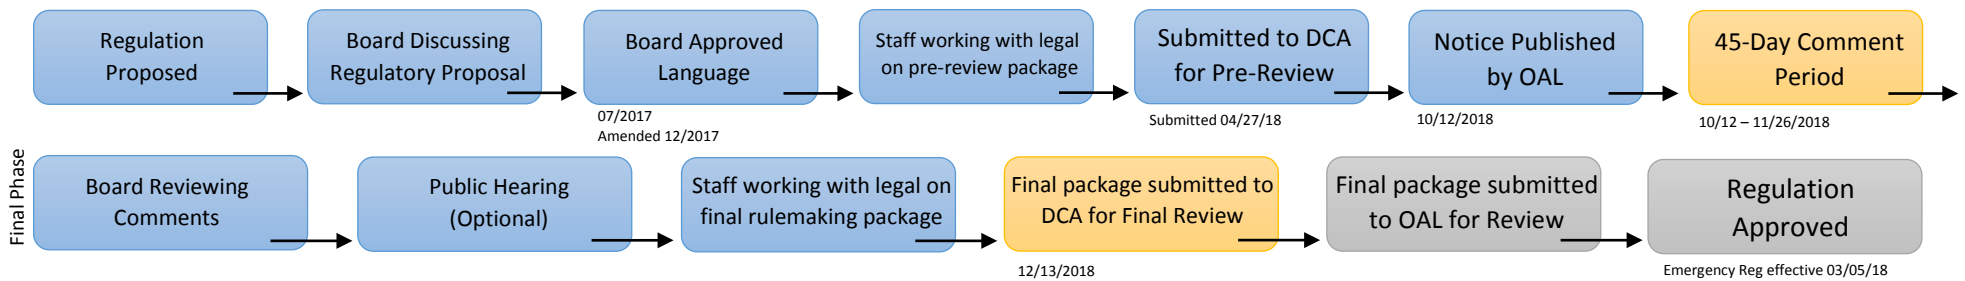 Regulation
Proposed
Board Discussing
Regulatory Proposal
Board Approved
Language
07/2017
Amended 12/2017
Staff working with legal
on pre-review package
Submitted to DCA
for Pre-Review
Submitted 04/27/18
Notice Published
by OAL
10/12/2018
45-Day Comment
Period
10/12 – 11/26/2018
Final Phase
Board Reviewing
Comments
Public Hearing
(Optional)
Staff working with legal on
final rulemaking package
Final package submitted to
DCA for Final Review
12/13/2018
Final package submitted
to OAL for Review
Regulation
Approved
Emergency Reg effective 03/05/18